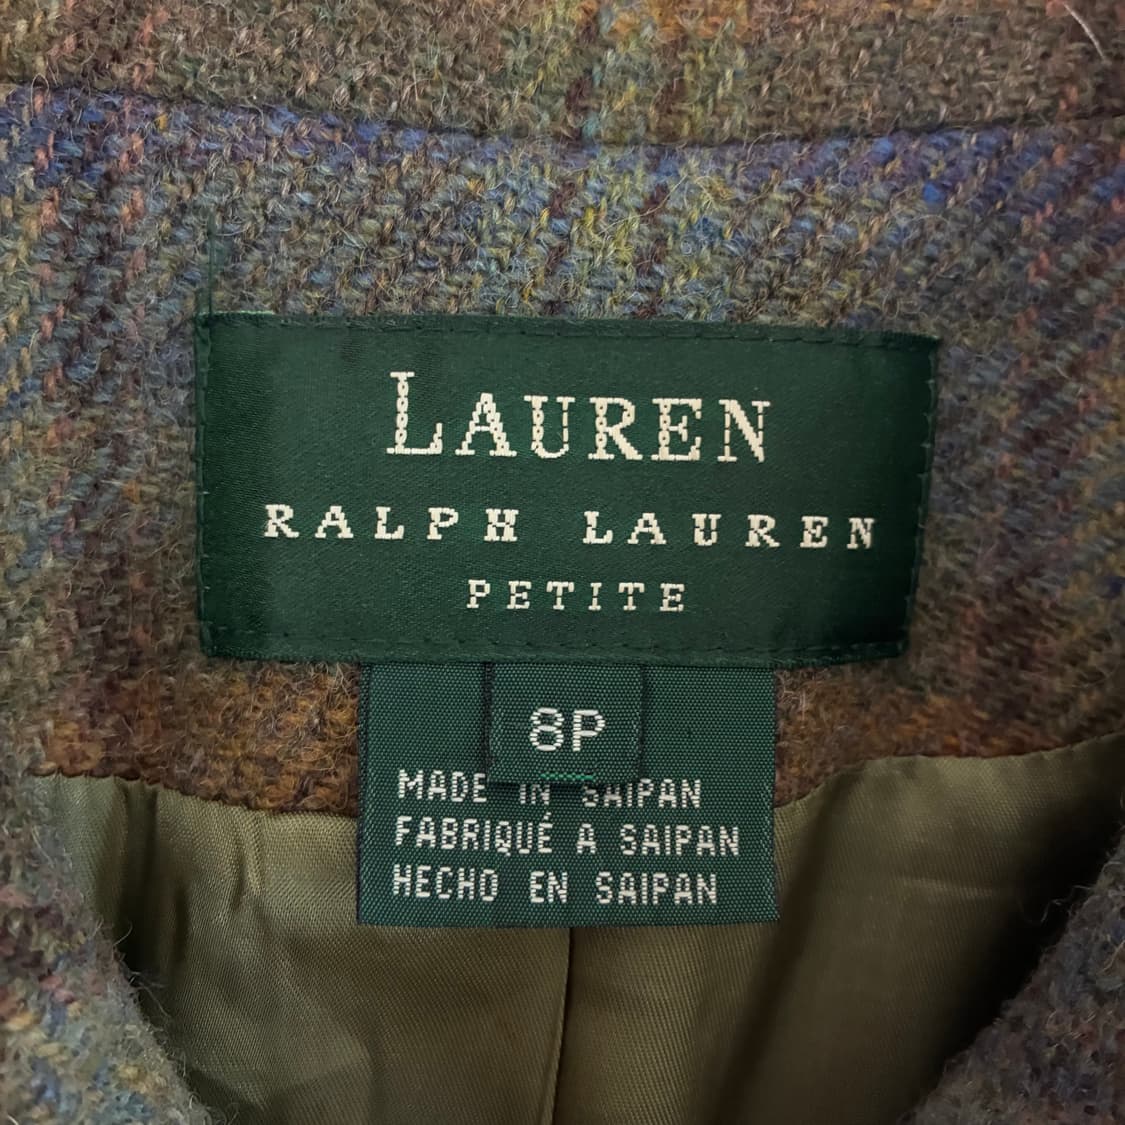 LAUREN
RALPH LAUREN
PETITE
8P
MADE IN SAIPAN
FABRIQUÉ A SAIPAN
HECHO EN SAIPAN